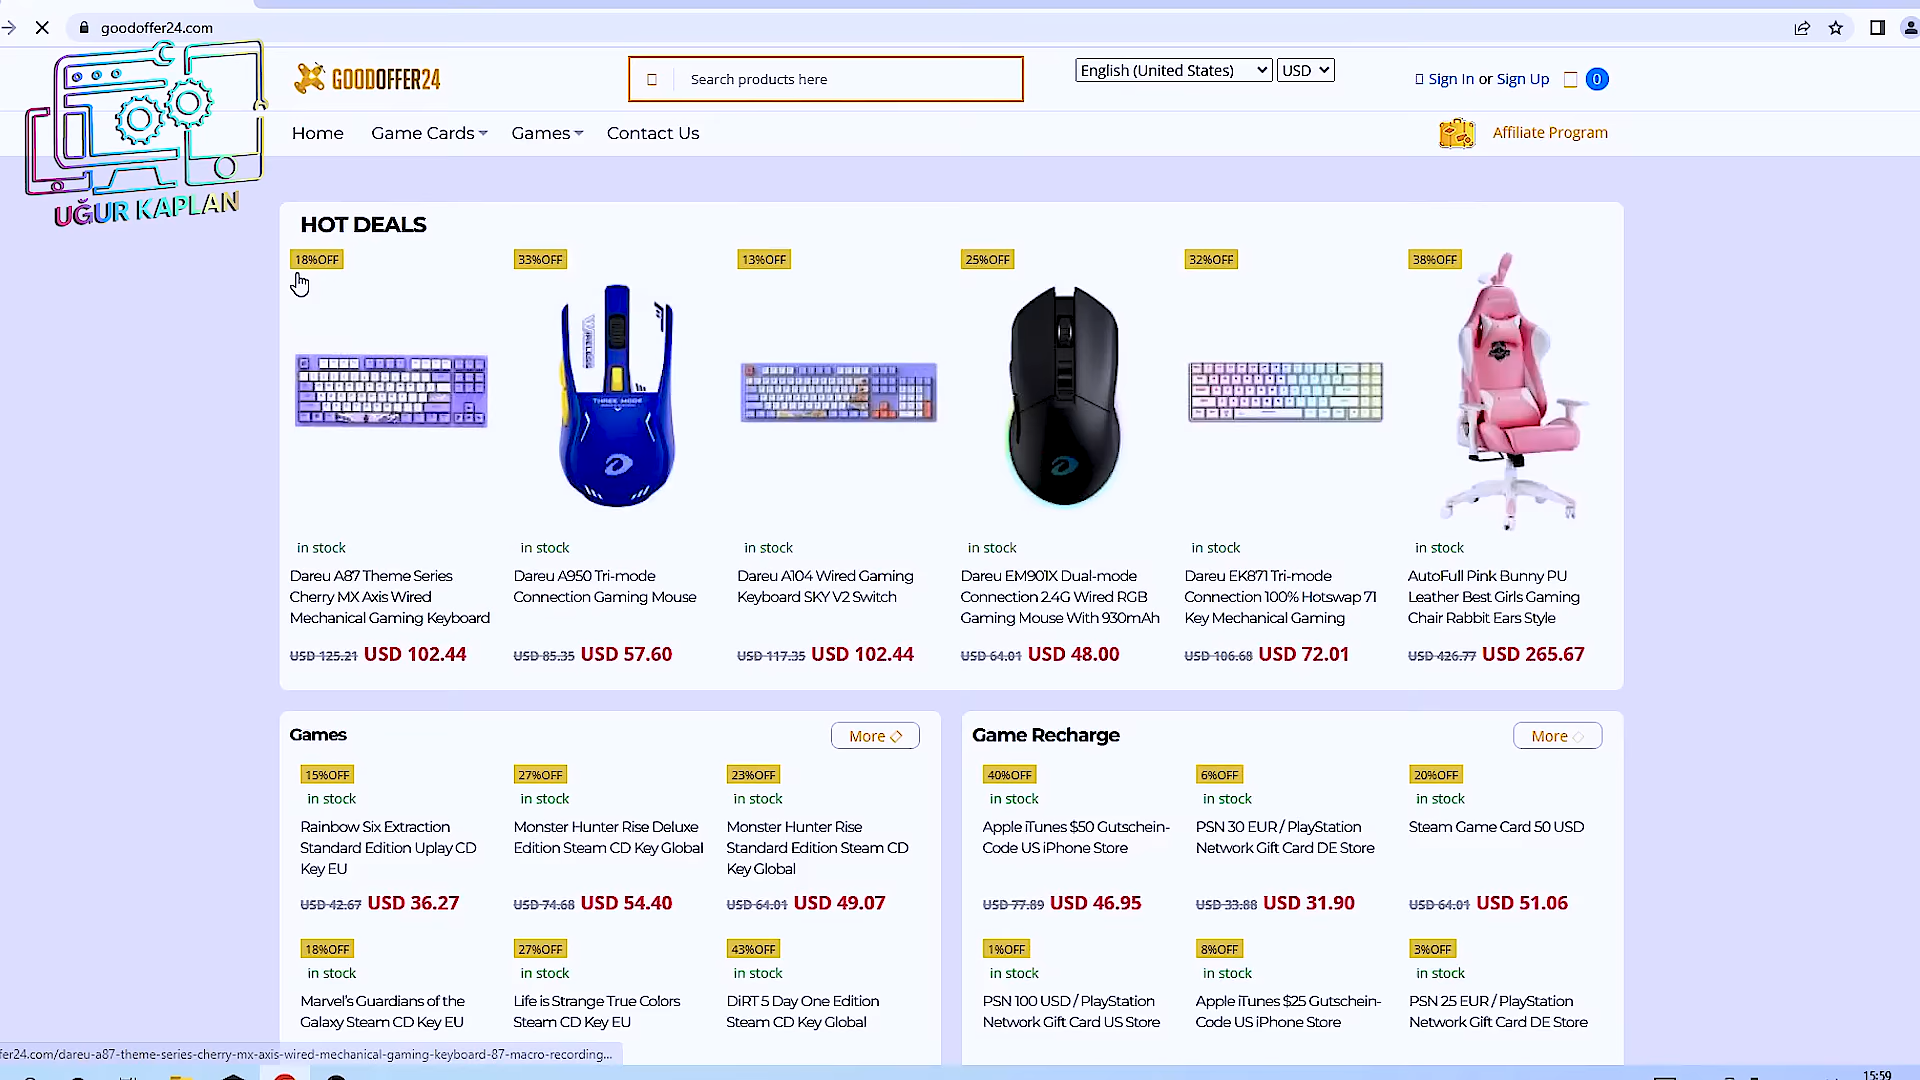 goodoffer24.com
UĞUR KAPLAN
GOODOFFER24
Search products here
English (United States)
USD
Sign In or Sign Up
0
Home
Game Cards
Games
Contact Us
Affiliate Program
HOT DEALS
18%OFF
33%OFF
13%OFF
25%OFF
32%OFF
38%OFF
WIRELESS
THREE MODE
in stock
in stock
in stock
in stock
in stock
in stock
Dareu A87 Theme Series
Cherry MX Axis Wired
Mechanical Gaming Keyboard
USD 125.21 USD 102.44
Dareu A950 Tri-mode
Connection Gaming Mouse
USD 85.35 USD 57.60
Dareu A104 Wired Gaming
Keyboard SKY V2 Switch
USD 117.35 USD 102.44
Dareu EM901X Dual-mode
Connection 2.4G Wired RGB
Gaming Mouse With 930mAh
USD 64.01 USD 48.00
Dareu EK871 Tri-mode
Connection 100% Hotswap 71
Key Mechanical Gaming
USD 106.68 USD 72.01
AutoFull Pink Bunny PU
Leather Best Girls Gaming
Chair Rabbit Ears Style
USD 426.77 USD 265.67
Games
More
15%OFF
in stock
Rainbow Six Extraction
Standard Edition Uplay CD
Key EU
USD 42.67 USD 36.27
27%OFF
in stock
Monster Hunter Rise Deluxe
Edition Steam CD Key Global
USD 74.68 USD 54.40
23%OFF
in stock
Monster Hunter Rise
Standard Edition Steam CD
Key Global
USD 64.01 USD 49.07
18%OFF
in stock
Marvel's Guardians of the
Galaxy Steam CD Key EU
27%OFF
in stock
Life is Strange True Colors
Steam CD Key EU
43%OFF
in stock
DiRT 5 Day One Edition
Steam CD Key Global
Game Recharge
More
40%OFF
in stock
Apple iTunes $50 Gutschein-
Code US iPhone Store
USD 77.89 USD 46.95
6%OFF
in stock
PSN 30 EUR / PlayStation
Network Gift Card DE Store
USD 33.88 USD 31.90
20%OFF
in stock
Steam Game Card 50 USD
USD 64.01 USD 51.06
1%OFF
in stock
PSN 100 USD / PlayStation
Network Gift Card US Store
8%OFF
in stock
Apple iTunes $25 Gutschein-
Code US iPhone Store
3%OFF
in stock
PSN 25 EUR / PlayStation
Network Gift Card DE Store
fer24.com/dareu-a87-theme-series-cherry-mx-axis-wired-mechanical-gaming-keyboard-87-macro-recording...
15:59